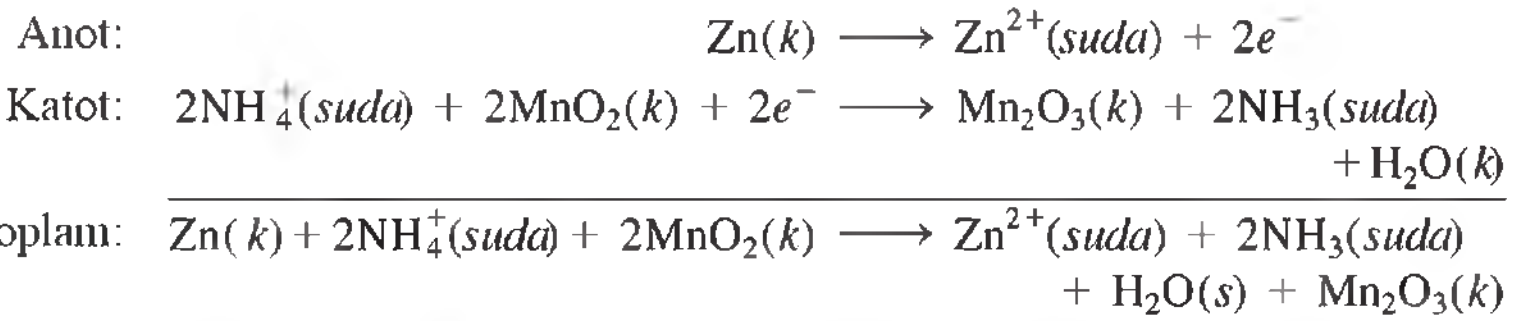 Anot: Zn(k) ⟶ Zn²⁺(suda) + 2e⁻
Katot: 2NH₄⁺(suda) + 2MnO₂(k) + 2e⁻ ⟶ Mn₂O₃(k) + 2NH₃(suda)
+ H₂O(k)
oplam: Zn(k) + 2NH₄⁺(suda) + 2MnO₂(k) ⟶ Zn²⁺(suda) + 2NH₃(suda)
+ H₂O(s) + Mn₂O₃(k)